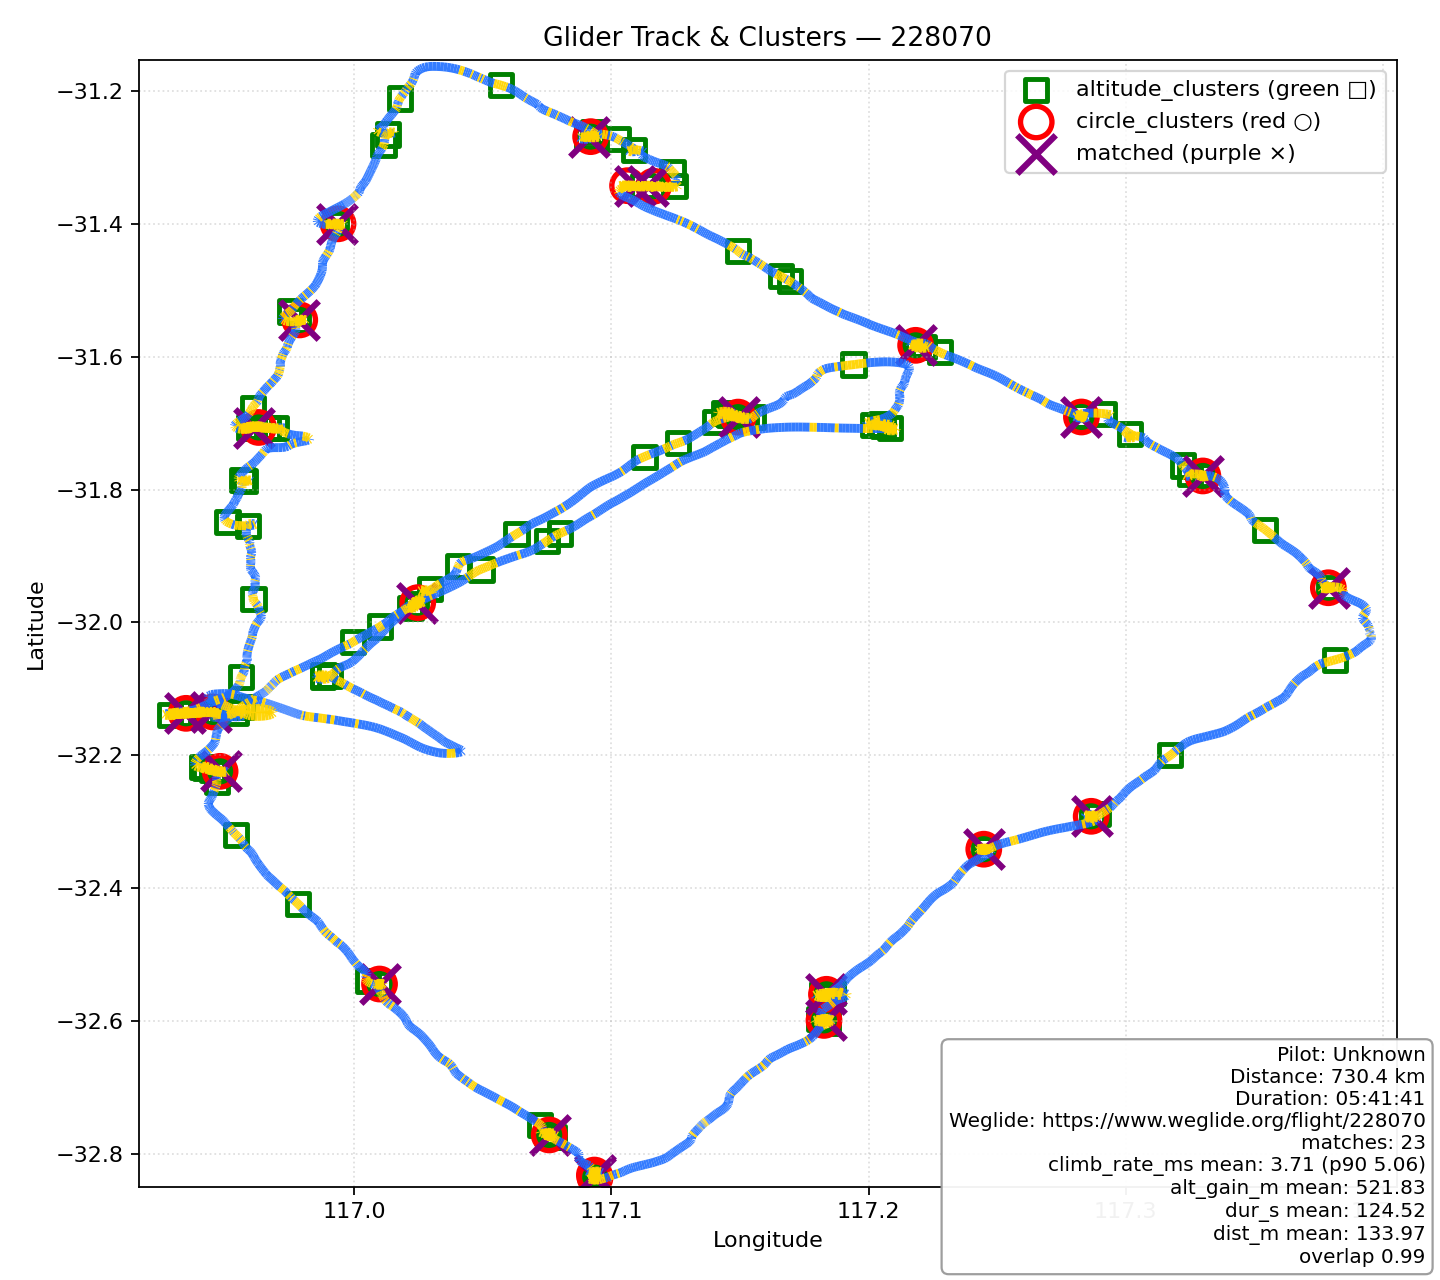 Glider Track & Clusters — 228070
altitude_clusters (green □)
circle_clusters (red ○)
matched (purple ×)
Latitude
−31.2
−31.4
−31.6
−31.8
−32.0
−32.2
−32.4
−32.6
−32.8
117.0
117.1
117.2
117.3
Longitude
Pilot: Unknown
Distance: 730.4 km
Duration: 05:41:41
Weglide: https://www.weglide.org/flight/228070
matches: 23
climb_rate_ms mean: 3.71 (p90 5.06)
alt_gain_m mean: 521.83
dur_s mean: 124.52
dist_m mean: 133.97
overlap 0.99